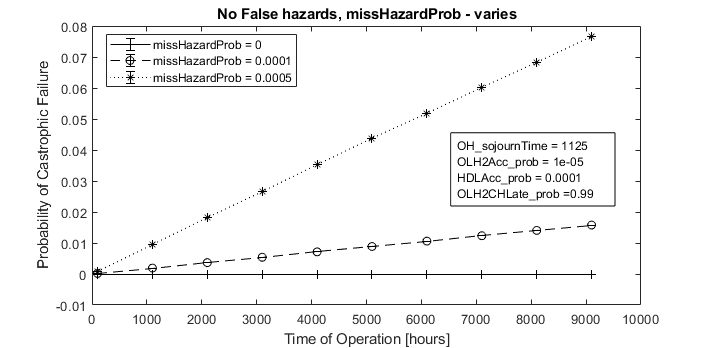 No False hazards, missHazardProb - varies
0.08
0.07
0.06
0.05
0.04
0.03
0.02
0.01
0
-0.01
Probability of Castrophic Failure
missHazardProb = 0
missHazardProb = 0.0001
missHazardProb = 0.0005
OH_sojournTime = 1125
OLH2Acc_prob = 1e-05
HDLAcc_prob = 0.0001
OLH2CHLate_prob =0.99
0 1000 2000 3000 4000 5000 6000 7000 8000 9000 10000
Time of Operation [hours]